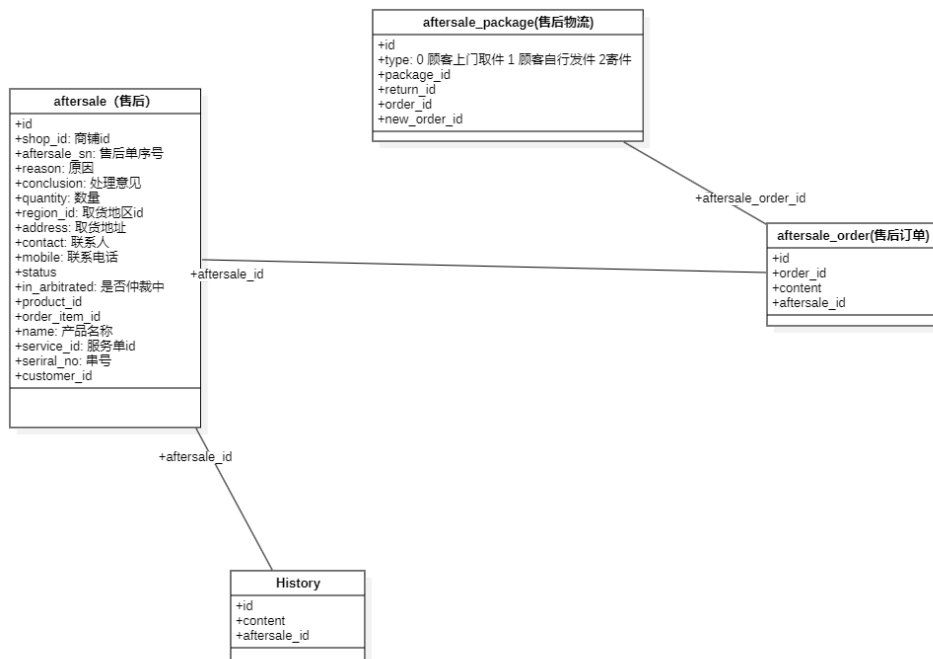 aftersale_package(售后物流)
+id
+type: 0 顾客上门取件 1 顾客自行发件 2寄件
+package_id
+return_id
+order_id
+new_order_id
aftersale（售后）
+id
+shop_id: 商铺id
+aftersale_sn: 售后单序号
+reason: 原因
+conclusion: 处理意见
+quantity: 数量
+region_id: 取货地区id
+address: 取货地址
+contact: 联系人
+mobile: 联系电话
+status
+in_arbitrated: 是否仲裁中
+product_id
+order_item_id
+name: 产品名称
+service_id: 服务单id
+seriral_no: 串号
+customer_id
+aftersale_order_id
aftersale_order(售后订单)
+id
+order_id
+content
+aftersale_id
+aftersale_id
+aftersale_id
History
+id
+content
+aftersale_id